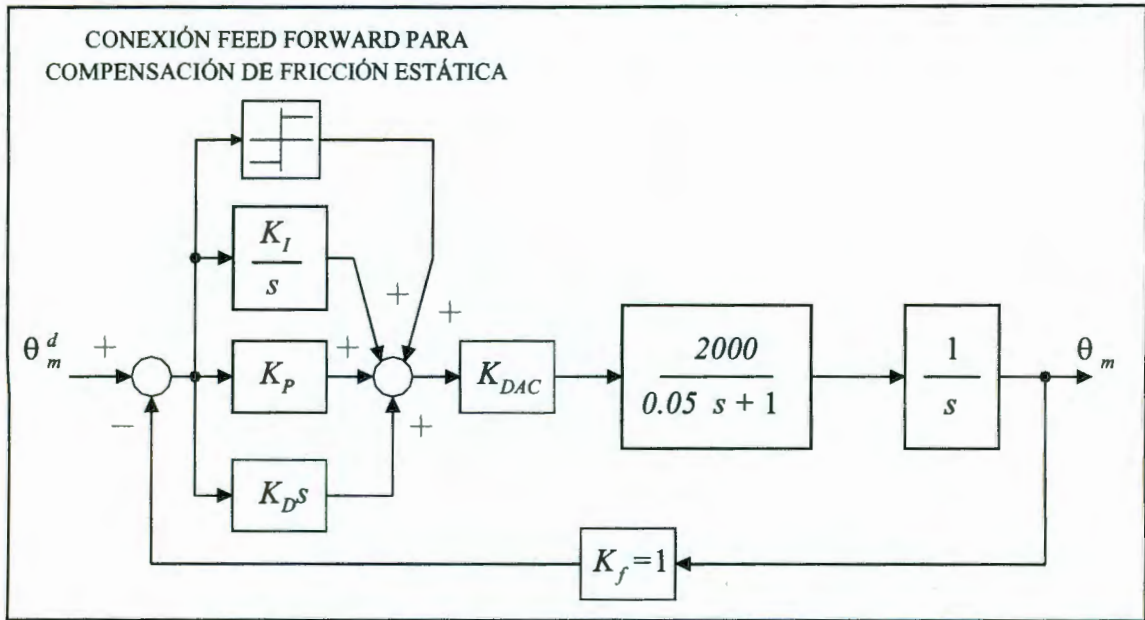 CONEXIÓN FEED FORWARD PARA
COMPENSACIÓN DE FRICCIÓN ESTÁTICA
K_I
s
+
+
θ_m^d
+
K_P
+
K_DAC
2000
0.05 s + 1
1
s
θ_m
−
+
K_D s
K_f = 1